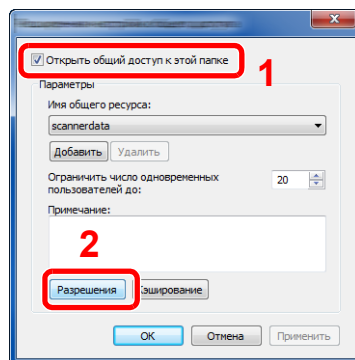 Открыть общий доступ к этой папке
1
Параметры
Имя общего ресурса:
scannerdata
Добавить Удалить
Ограничить число одновременных
пользователей до:
20
Примечание:
2
Разрешения Кэширование
OK Отмена Применить